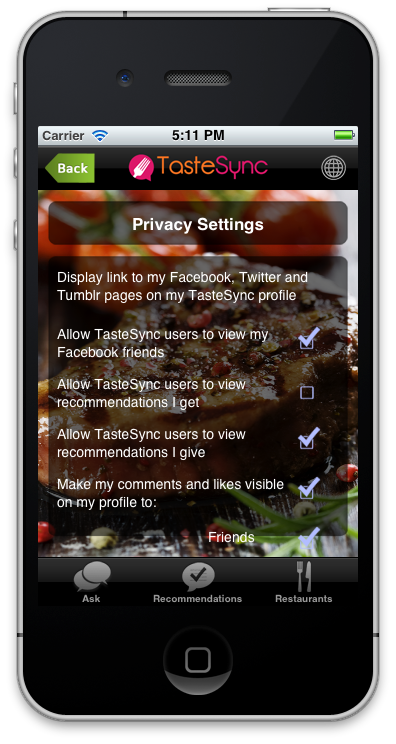 Carrier 5:11 PM
Back TasteSync
Privacy Settings
Display link to my Facebook, Twitter and
Tumblr pages on my TasteSync profile
Allow TasteSync users to view my
Facebook friends
Allow TasteSync users to view
recommendations I get
Allow TasteSync users to view
recommendations I give
Make my comments and likes visible
on my profile to:
Friends
Ask Recommendations Restaurants